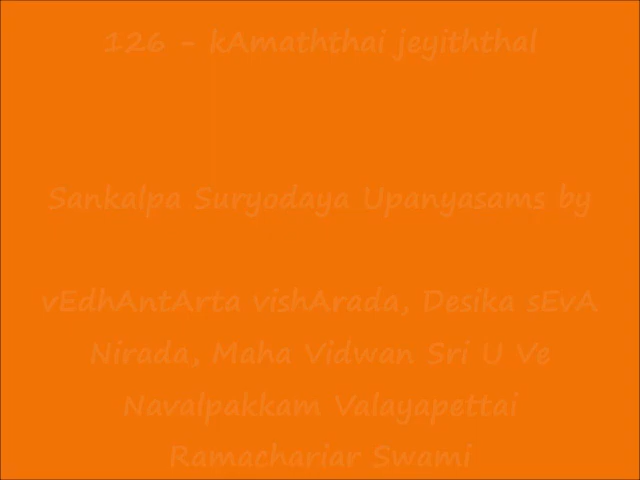 126 - kAmaththai jeyiththal
Sankalpa Suryodaya Upanyasams by
vEdhAntArta vishArada, Desika sEvA
Nirada, Maha Vidwan Sri U Ve
Navalpakkam Valayapettai
Ramachariar Swami